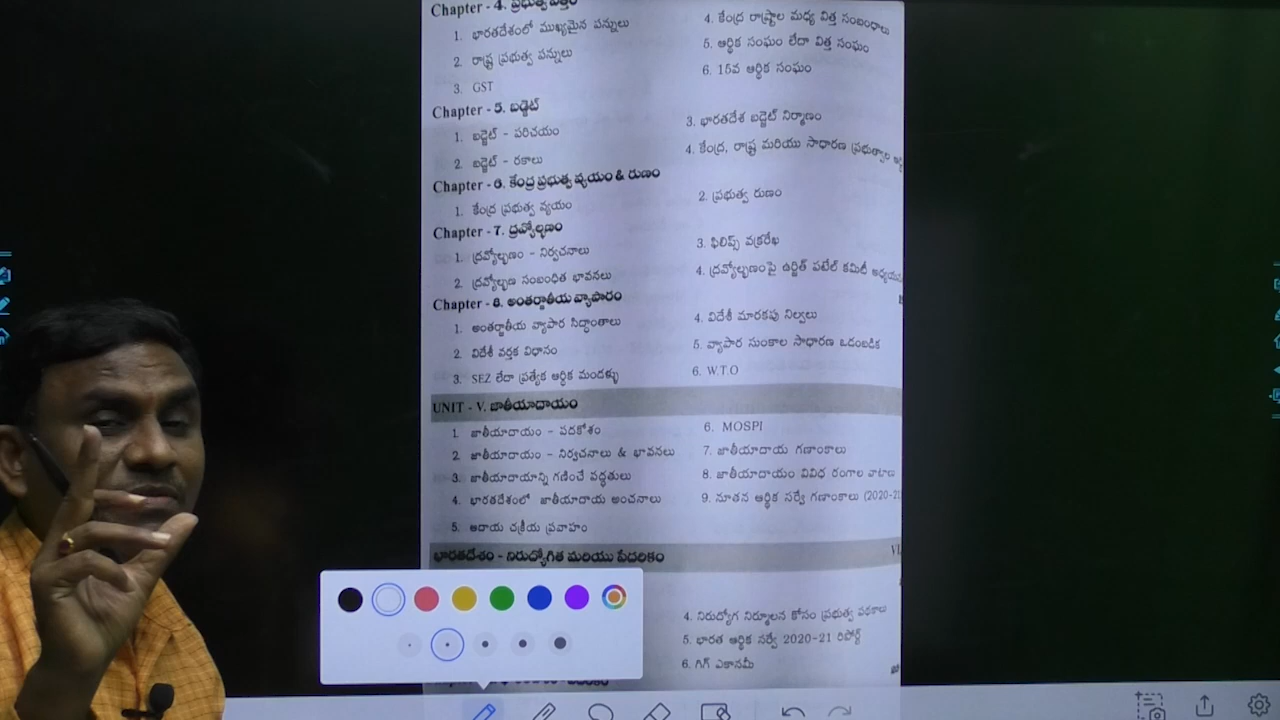 Chapter - 4. ప్రభుత్వ విత్తం
1. భారతదేశంలో ముఖ్యమైన పన్నులు
2. రాష్ట్ర ప్రభుత్వ పన్నులు
3. GST
4. కేంద్ర రాష్ట్రాల మధ్య విత్త సంబంధాలు
5. ఆర్థిక సంఘం లేదా విత్త సంఘం
6. 15వ ఆర్థిక సంఘం
Chapter - 5. బడ్జెట్
1. బడ్జెట్ - పరిచయం
2. బడ్జెట్ - రకాలు
3. భారతదేశ బడ్జెట్ నిర్మాణం
4. కేంద్ర, రాష్ట్ర మరియు సాధారణ ప్రభుత్వాల
Chapter - 6. కేంద్ర ప్రభుత్వ వ్యయం & రుణం
1. కేంద్ర ప్రభుత్వ వ్యయం
2. ప్రభుత్వ రుణం
Chapter - 7. ద్రవ్యోల్బణం
1. ద్రవ్యోల్బణం - నిర్వచనాలు
2. ద్రవ్యోల్బణ సంబంధిత భావనలు
3. ఫిలిప్స్ వక్రరేఖ
4. ద్రవ్యోల్బణంపై ఉర్జిత్ పటేల్ కమిటీ
Chapter - 8. అంతర్జాతీయ వ్యాపారం
1. అంతర్జాతీయ వ్యాపార సిద్ధాంతాలు
2. విదేశీ వర్తక విధానం
3. SEZ లేదా ప్రత్యేక ఆర్థిక మండళ్ళు
4. విదేశీ మారకపు నిల్వలు
5. వ్యాపార సుంకాల సాధారణ ఒడంబడిక
6. W.T.O
UNIT - V. జాతీయాదాయం
1. జాతీయాదాయం - పదకోశం
2. జాతీయాదాయం - నిర్వచనాలు & భావనలు
3. జాతీయాదాయాన్ని గణించే పద్ధతులు
4. భారతదేశంలో జాతీయాదాయ అంచనాలు
5. ఆదాయ చక్రీయ ప్రవాహం
6. MOSPI
7. జాతీయాదాయ గణాంకాలు
8. జాతీయాదాయం వివిధ రంగాల వాటాలు
9. నూతన ఆర్థిక సర్వే గణాంకాలు (2020-21
భారతదేశం - నిరుద్యోగిత మరియు పేదరికం
4. నిరుద్యోగ నిర్మూలన కోసం ప్రభుత్వ పథకాలు
5. భారత ఆర్థిక సర్వే 2020-21 రిపోర్ట్
6. గిగ్ ఎకానమీ